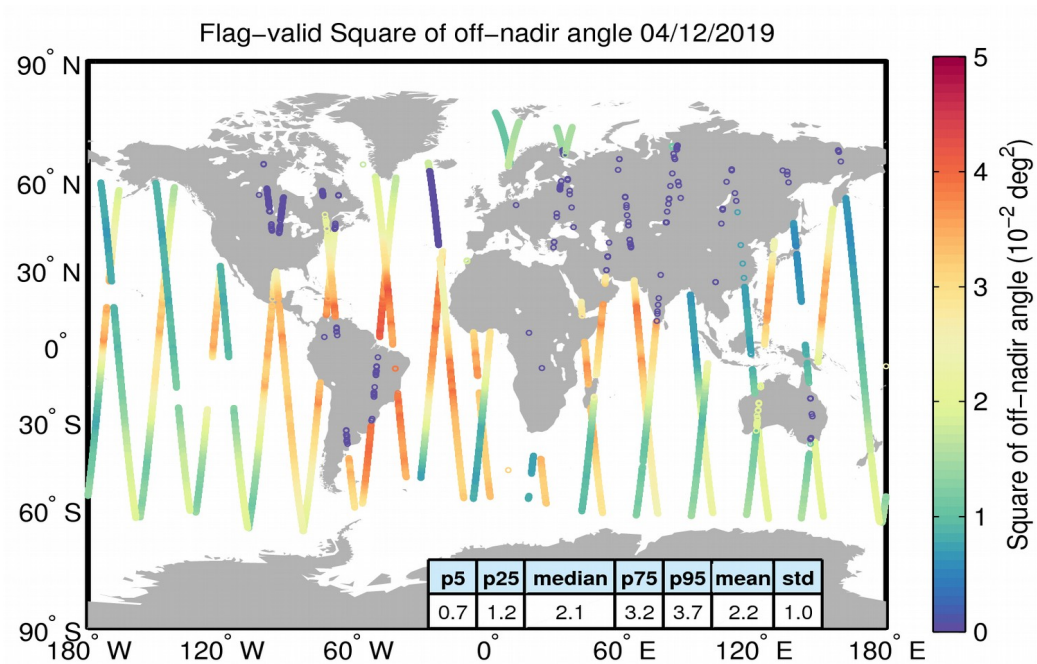 Flag−valid Square of off−nadir angle 04/12/2019
90° N
60° N
30° N
0°
30° S
60° S
90° S
180° W
120° W
60° W
0°
60° E
120° E
180° E
5
4
3
2
1
0
Square of off−nadir angle (10⁻² deg²)
p5 p25 median p75 p95 mean std
0.7 1.2 2.1 3.2 3.7 2.2 1.0